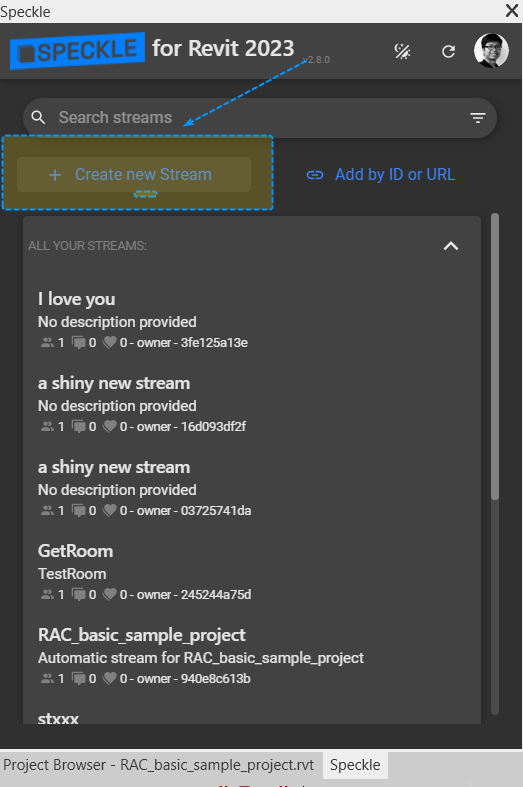 Speckle
SPECKLE for Revit 2023
v2.8.0
Search streams
Create new Stream
Add by ID or URL
ALL YOUR STREAMS:
I love you
No description provided
1 0 0 - owner - 3fe125a13e
a shiny new stream
No description provided
1 0 0 - owner - 16d093df2f
a shiny new stream
No description provided
1 0 0 - owner - 03725741da
GetRoom
TestRoom
1 0 0 - owner - 245244a75d
RAC_basic_sample_project
Automatic stream for RAC_basic_sample_project
1 0 0 - owner - 940e8c613b
stxxx
Project Browser - RAC_basic_sample_project.rvt Speckle